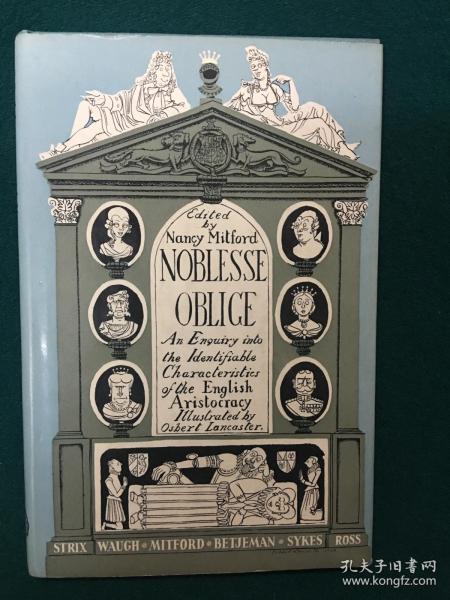 Edited
by
Nancy Mitford
NOBLESSE
OBLIGE
An Enquiry into
the Identifiable
Characteristics
of the English
Aristocracy
Illustrated by
Osbert Lancaster.
STRIX WAUGH • MITFORD • BETJEMAN • SYKES ROSS
孔夫子旧书网
www.kongfz.com